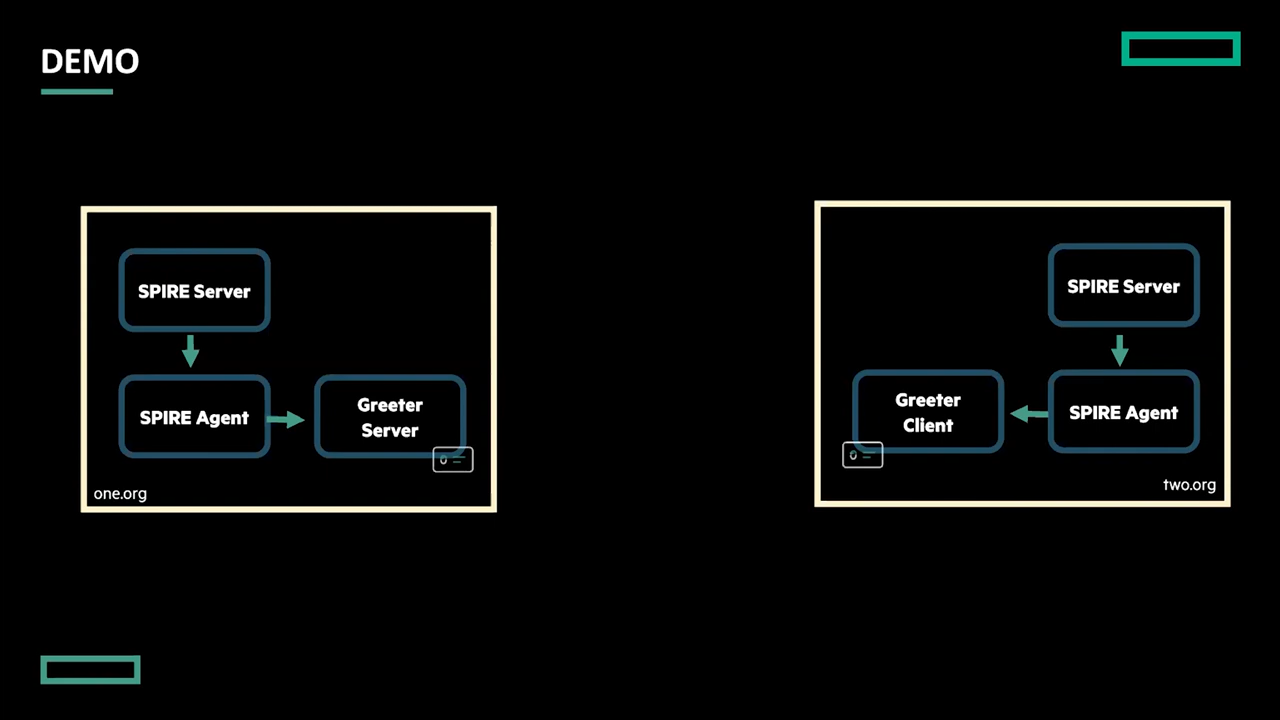 DEMO
SPIRE Server
SPIRE Agent
Greeter
Server
one.org
SPIRE Server
Greeter
Client
SPIRE Agent
two.org